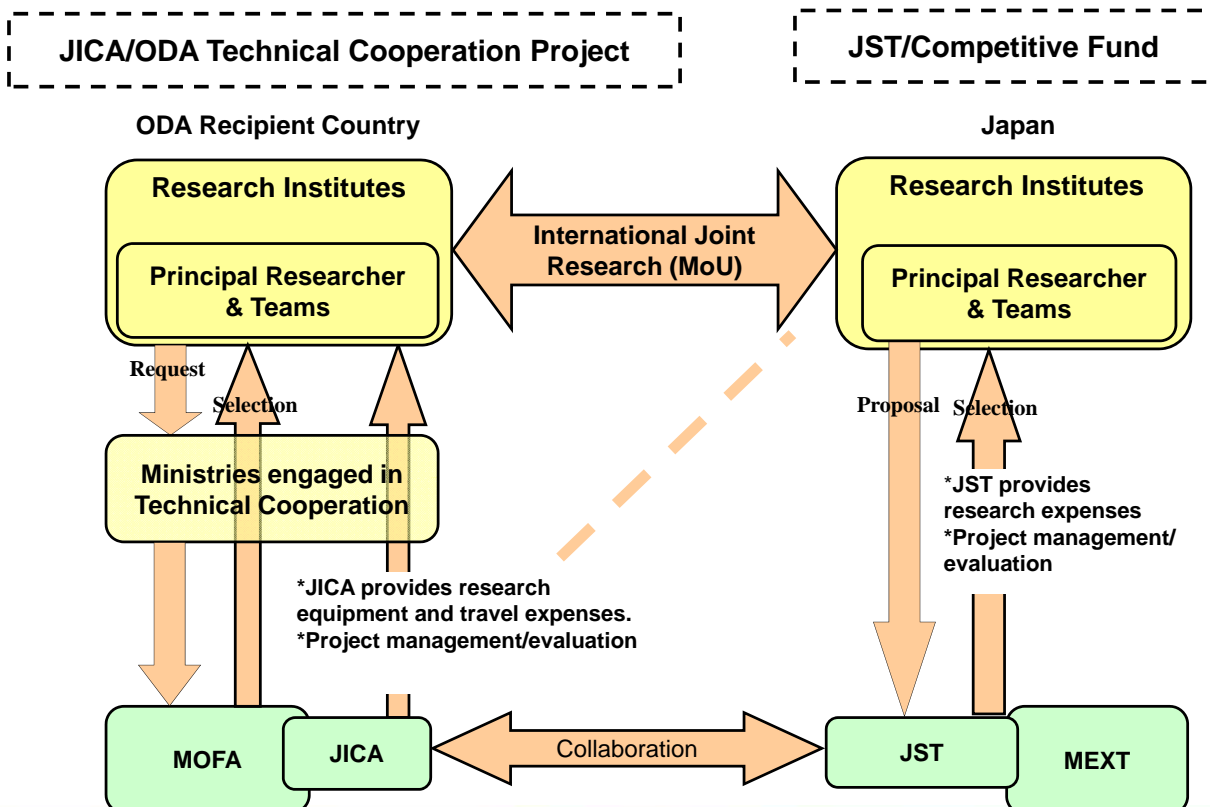 JICA/ODA Technical Cooperation Project
JST/Competitive Fund
ODA Recipient Country
Japan
Research Institutes
Principal Researcher
& Teams
International Joint
Research (MoU)
Research Institutes
Principal Researcher
& Teams
Request
Selection
Proposal
Selection
Ministries engaged in
Technical Cooperation
*JST provides
research expenses
*Project management/
evaluation
*JICA provides research
equipment and travel expenses.
*Project management/evaluation
MOFA
JICA
Collaboration
JST
MEXT